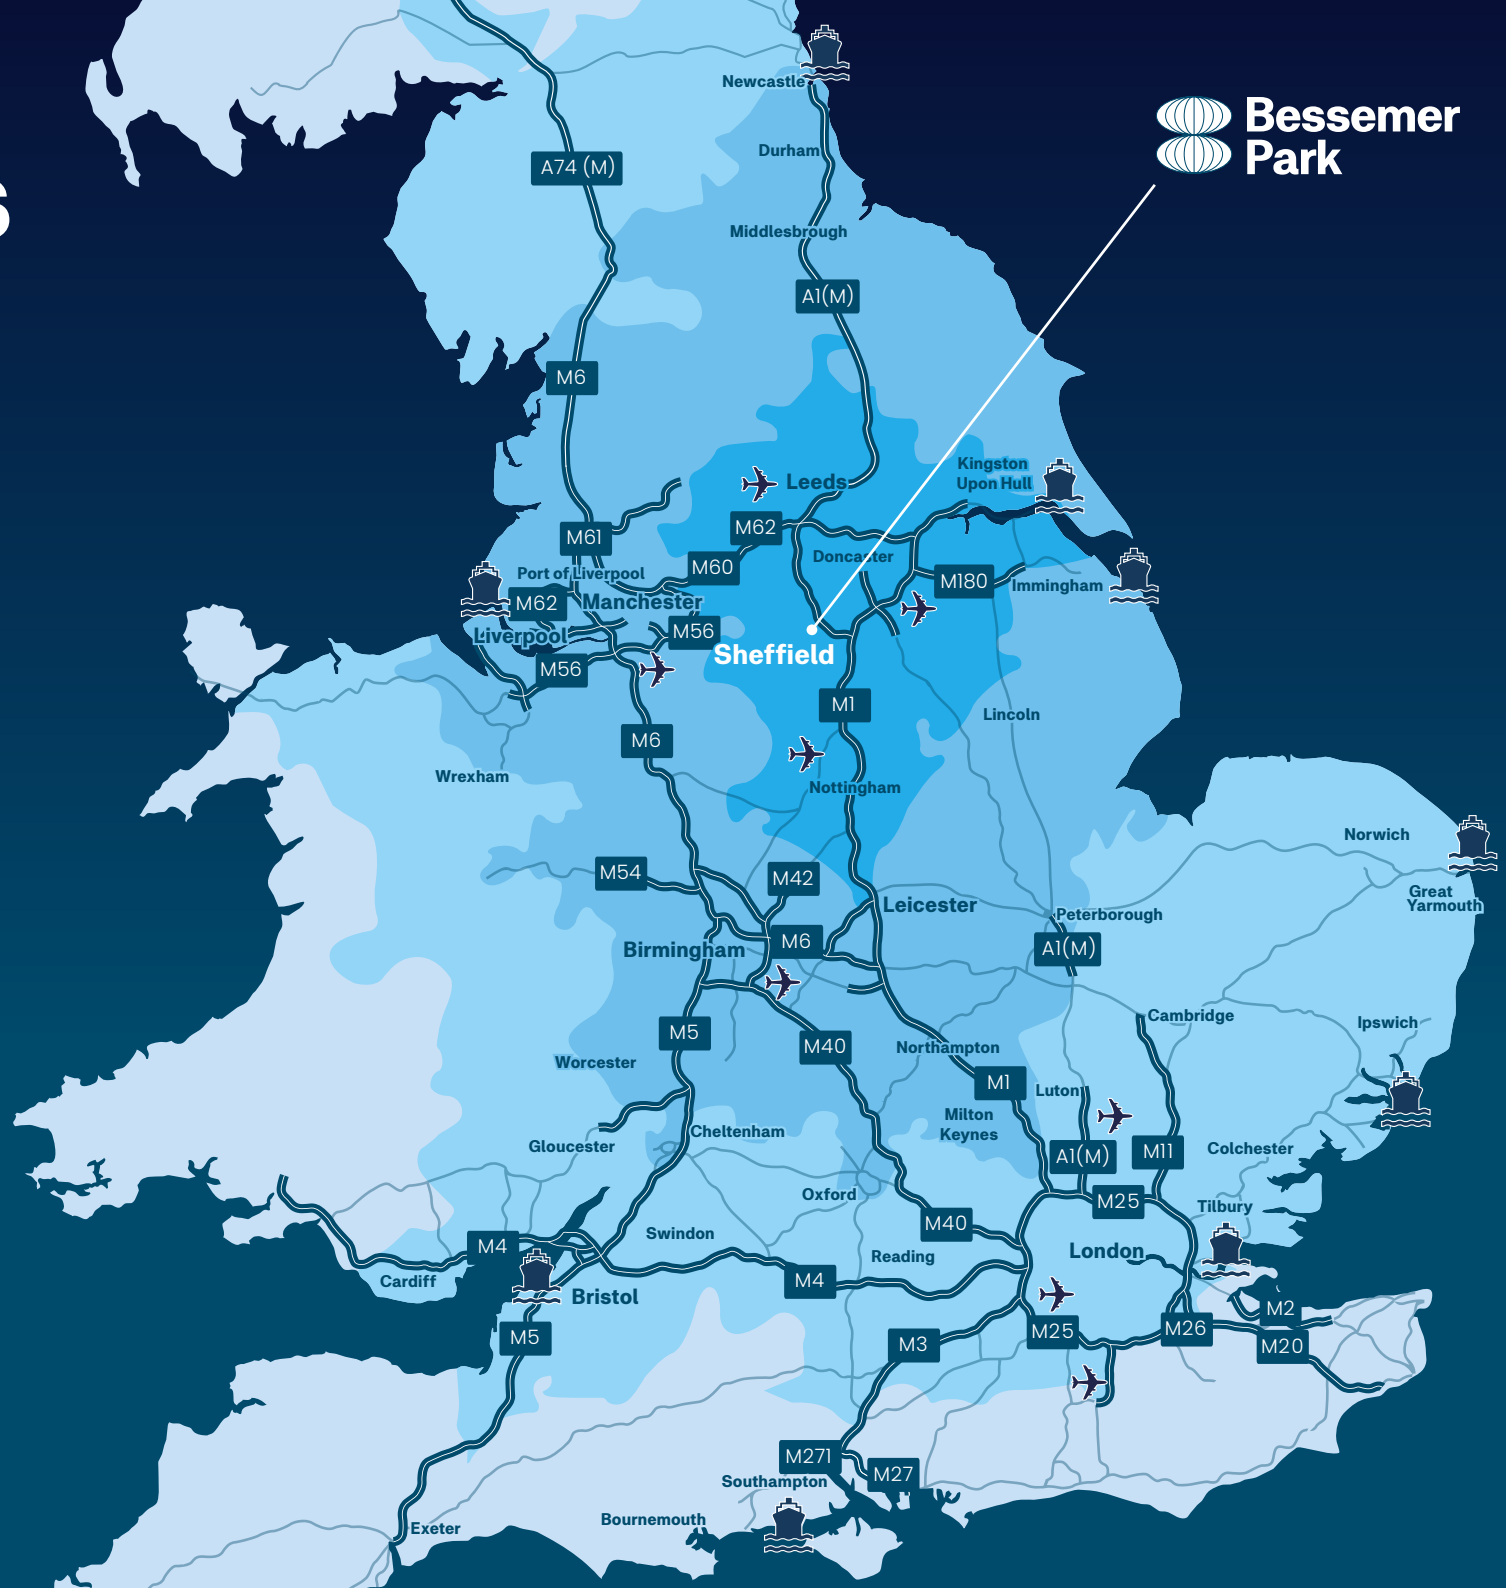 Newcastle
Bessemer
Park
Durham
A74 (M)
S
Middlesbrough
A1(M)
M6
Kingston
Upon Hull
Leeds
M62
M61
Doncaster
M60
Port of Liverpool
M180
Immingham
M62
Manchester
Liverpool
M56
Sheffield
M56
M1
Lincoln
M6
Wrexham
Nottingham
Norwich
M54
M42
Great
Yarmouth
Leicester
Peterborough
M6
Birmingham
A1(M)
Cambridge
Ipswich
M5
M40
Northampton
Worcester
M1
Luton
Milton
Keynes
Cheltenham
Gloucester
Colchester
A1(M)
M11
Oxford
M25
Tilbury
M40
Swindon
M4
London
Reading
Cardiff
M4
Bristol
M2
M5
M25
M26
M3
M20
M271
M27
Southampton
Bournemouth
Exeter